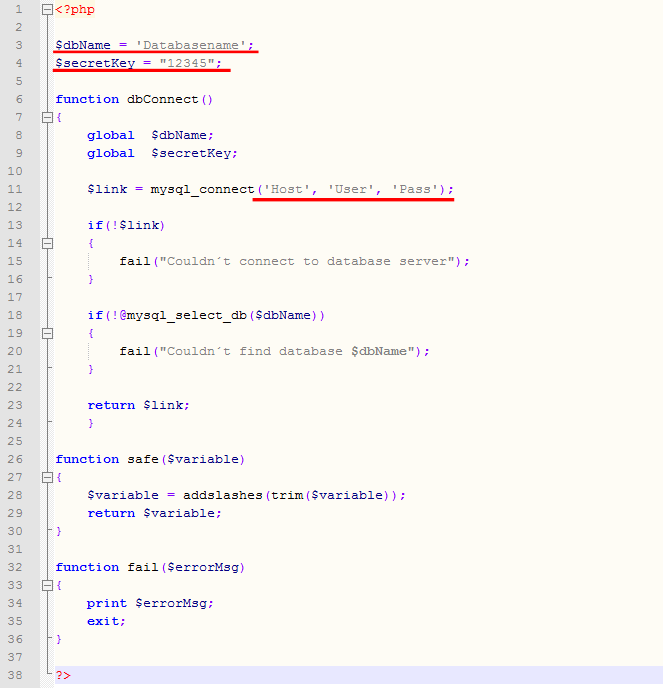 1 <?php
2
3 $dbName = 'Databasename';
4 $secretKey = "12345";
5
6 function dbConnect()
7 {
8     global  $dbName;
9     global  $secretKey;
10
11     $link = mysql_connect('Host', 'User', 'Pass');
12
13     if(!$link)
14     {
15         fail("Couldn´t connect to database server");
16     }
17
18     if(!@mysql_select_db($dbName))
19     {
20         fail("Couldn´t find database $dbName");
21     }
22
23     return $link;
24     }
25
26 function safe($variable)
27 {
28     $variable = addslashes(trim($variable));
29     return $variable;
30 }
31
32 function fail($errorMsg)
33 {
34     print $errorMsg;
35     exit;
36 }
37
38 ?>